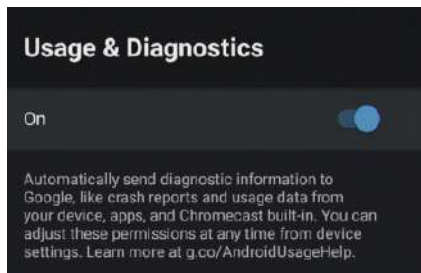 Usage & Diagnostics
On
Automatically send diagnostic information to
Google, like crash reports and usage data from
your device, apps, and Chromecast built-in. You can
adjust these permissions at any time from device
settings. Learn more at g.co/AndroidUsageHelp.